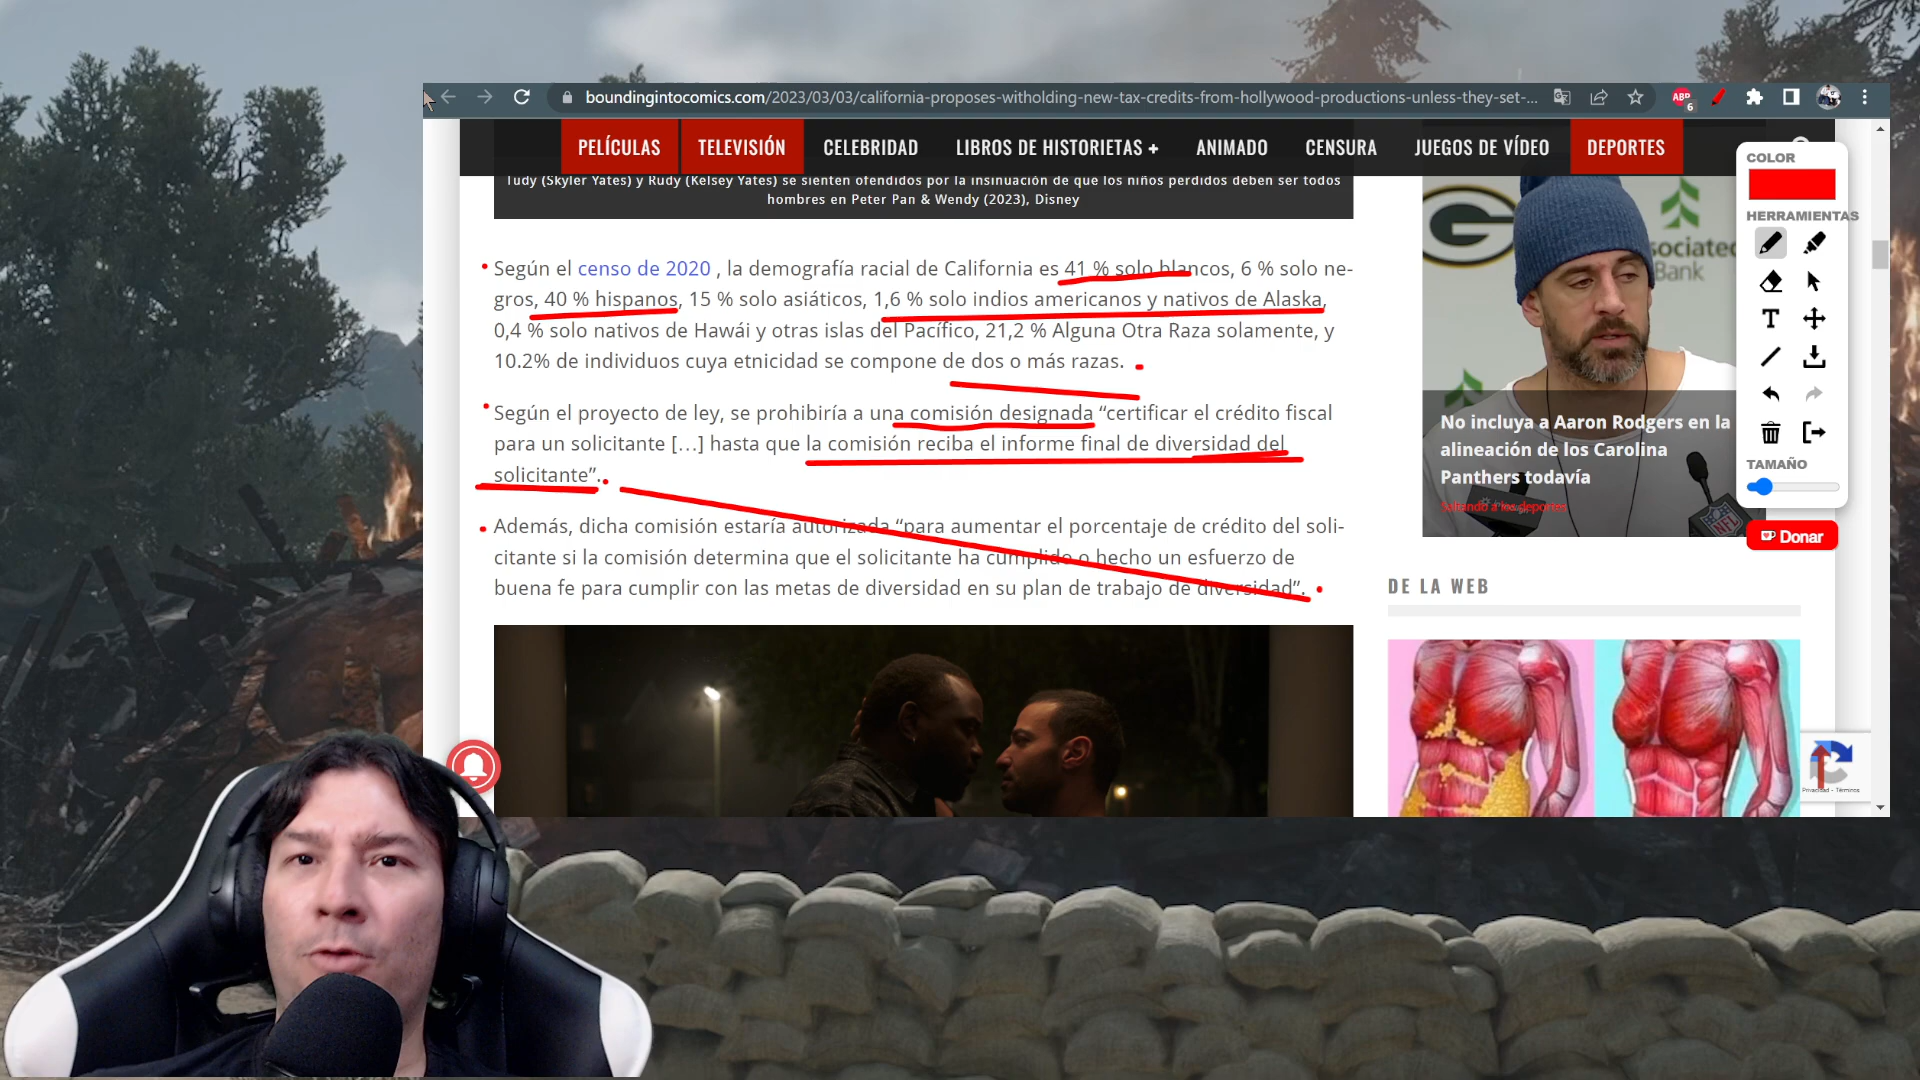 boundingintocomics.com/2023/03/03/california-proposes-witholding-new-tax-credits-from-hollywood-productions-unless-they-set-...
ABP
6
PELÍCULAS
TELEVISIÓN
CELEBRIDAD
LIBROS DE HISTORIETAS +
ANIMADO
CENSURA
JUEGOS DE VÍDEO
DEPORTES
Tudy (Skyler Yates) y Rudy (Kelsey Yates) se sienten ofendidos por la insinuación de que los niños perdidos deben ser todos
hombres en Peter Pan & Wendy (2023), Disney
Según el censo de 2020 , la demografía racial de California es 41 % solo blancos, 6 % solo ne-
gros, 40 % hispanos, 15 % solo asiáticos, 1,6 % solo indios americanos y nativos de Alaska,
0,4 % solo nativos de Hawái y otras islas del Pacífico, 21,2 % Alguna Otra Raza solamente, y
10.2% de individuos cuya etnicidad se compone de dos o más razas.
Según el proyecto de ley, se prohibiría a una comisión designada “certificar el crédito fiscal
para un solicitante […] hasta que la comisión reciba el informe final de diversidad del
solicitante”.
Además, dicha comisión estaría autorizada “para aumentar el porcentaje de crédito del soli-
citante si la comisión determina que el solicitante ha cumplido o hecho un esfuerzo de
buena fe para cumplir con las metas de diversidad en su plan de trabajo de diversidad”.
G
sociated
Bank
NFL
No incluya a Aaron Rodgers en la
alineación de los Carolina
Panthers todavía
Saltando a los deportes
DE LA WEB
COLOR
HERRAMIENTAS
T
TAMAÑO
Donar
Privacidad - Términos